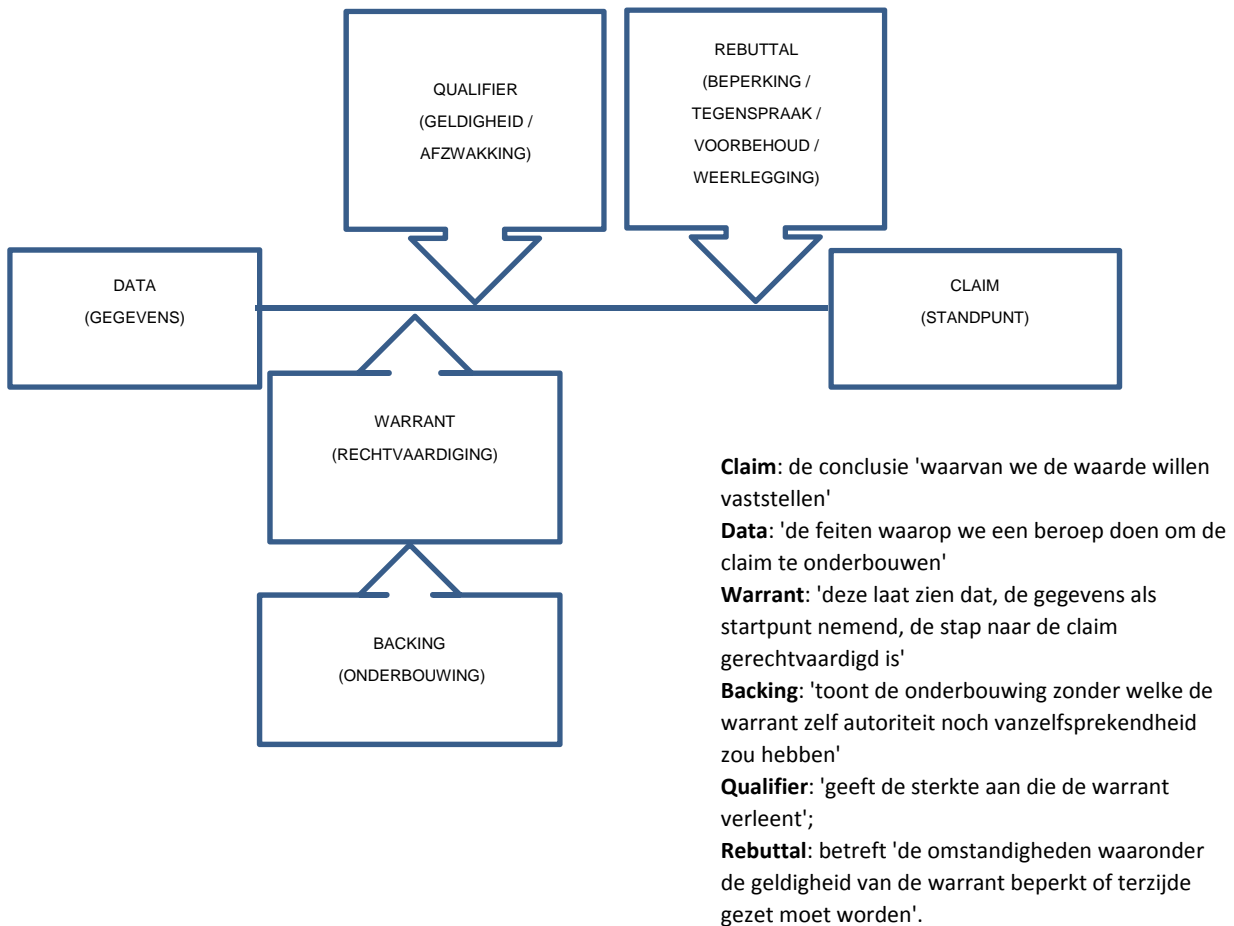 QUALIFIER
(GELDIGHEID /
AFZWAKKING)
REBUTTAL
(BEPERKING /
TEGENSPRAAK /
VOORBEHOUD /
WEERLEGGING)
DATA
(GEGEVENS)
CLAIM
(STANDPUNT)
WARRANT
(RECHTVAARDIGING)
BACKING
(ONDERBOUWING)
Claim: de conclusie 'waarvan we de waarde willen
vaststellen'
Data: 'de feiten waarop we een beroep doen om de
claim te onderbouwen'
Warrant: 'deze laat zien dat, de gegevens als
startpunt nemend, de stap naar de claim
gerechtvaardigd is'
Backing: 'toont de onderbouwing zonder welke de
warrant zelf autoriteit noch vanzelfsprekendheid
zou hebben'
Qualifier: 'geeft de sterkte aan die de warrant
verleent';
Rebuttal: betreft 'de omstandigheden waaronder
de geldigheid van de warrant beperkt of terzijde
gezet moet worden'.